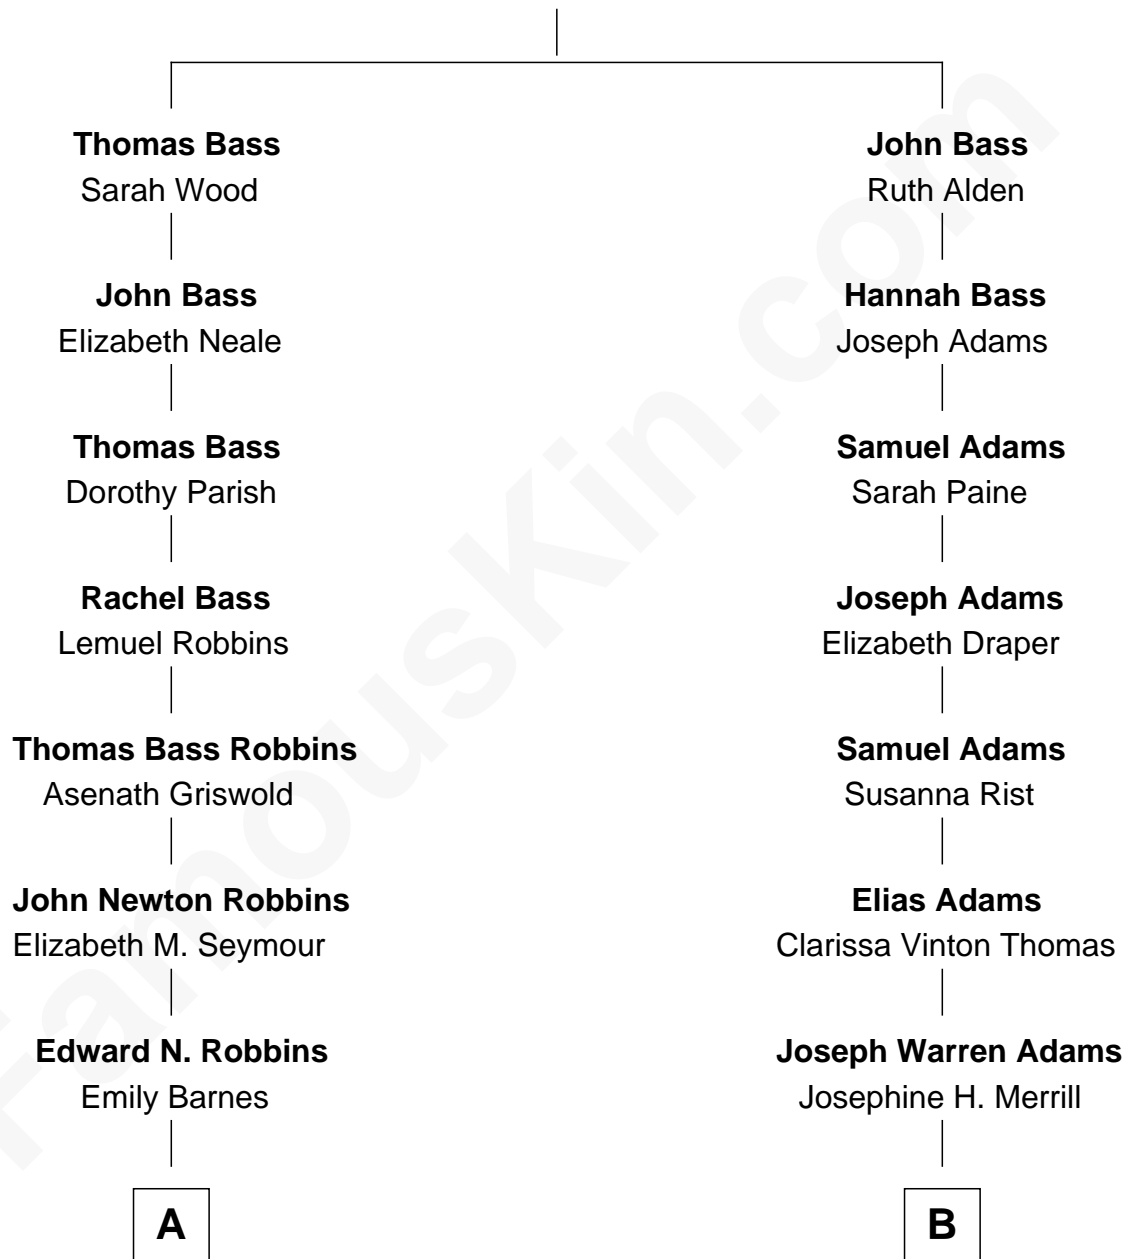 Thomas Bass
Sarah Wood
John Bass
Elizabeth Neale
Thomas Bass
Dorothy Parish
Rachel Bass
Lemuel Robbins
Thomas Bass Robbins
Asenath Griswold
John Newton Robbins
Elizabeth M. Seymour
Edward N. Robbins
Emily Barnes
A
John Bass
Ruth Alden
Hannah Bass
Joseph Adams
Samuel Adams
Sarah Paine
Joseph Adams
Elizabeth Draper
Samuel Adams
Susanna Rist
Elias Adams
Clarissa Vinton Thomas
Joseph Warren Adams
Josephine H. Merrill
B
FamousKin.com